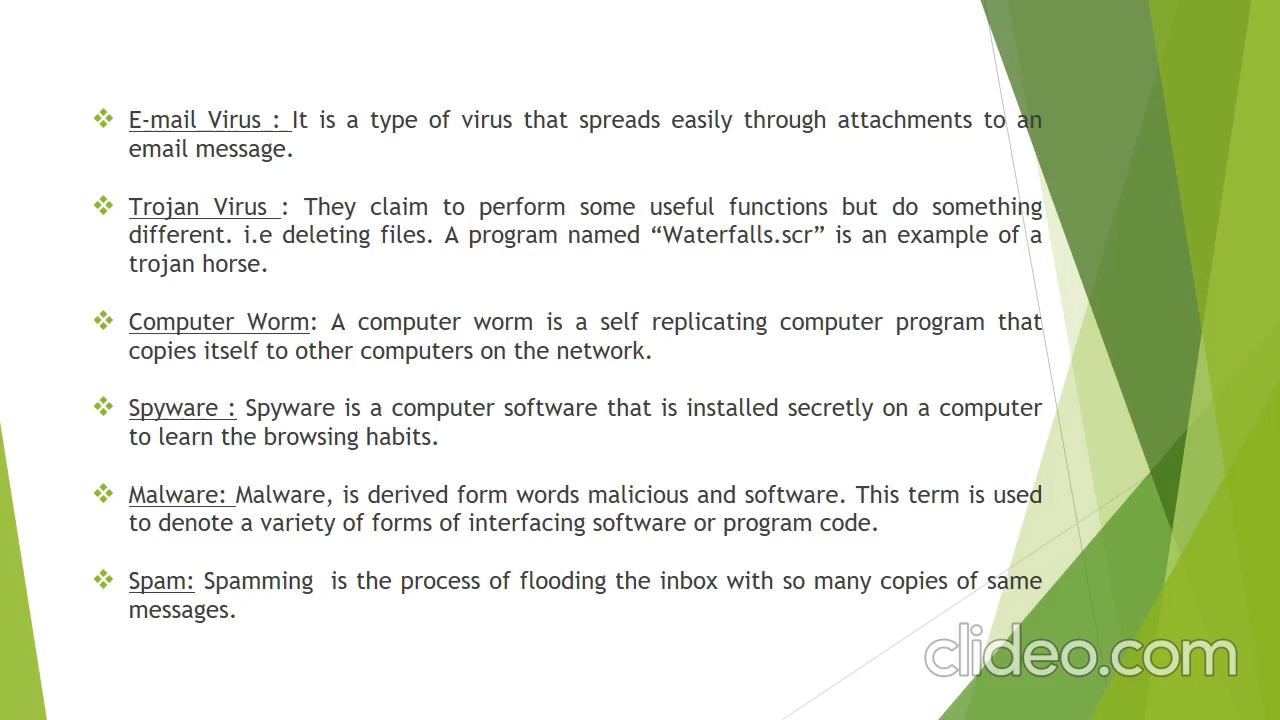 E-mail Virus : It is a type of virus that spreads easily through attachments to an
email message.
Trojan Virus : They claim to perform some useful functions but do something
different. i.e deleting files. A program named “Waterfalls.scr” is an example of a
trojan horse.
Computer Worm: A computer worm is a self replicating computer program that
copies itself to other computers on the network.
Spyware : Spyware is a computer software that is installed secretly on a computer
to learn the browsing habits.
Malware: Malware, is derived form words malicious and software. This term is used
to denote a variety of forms of interfacing software or program code.
Spam: Spamming is the process of flooding the inbox with so many copies of same
messages.
clideo.com